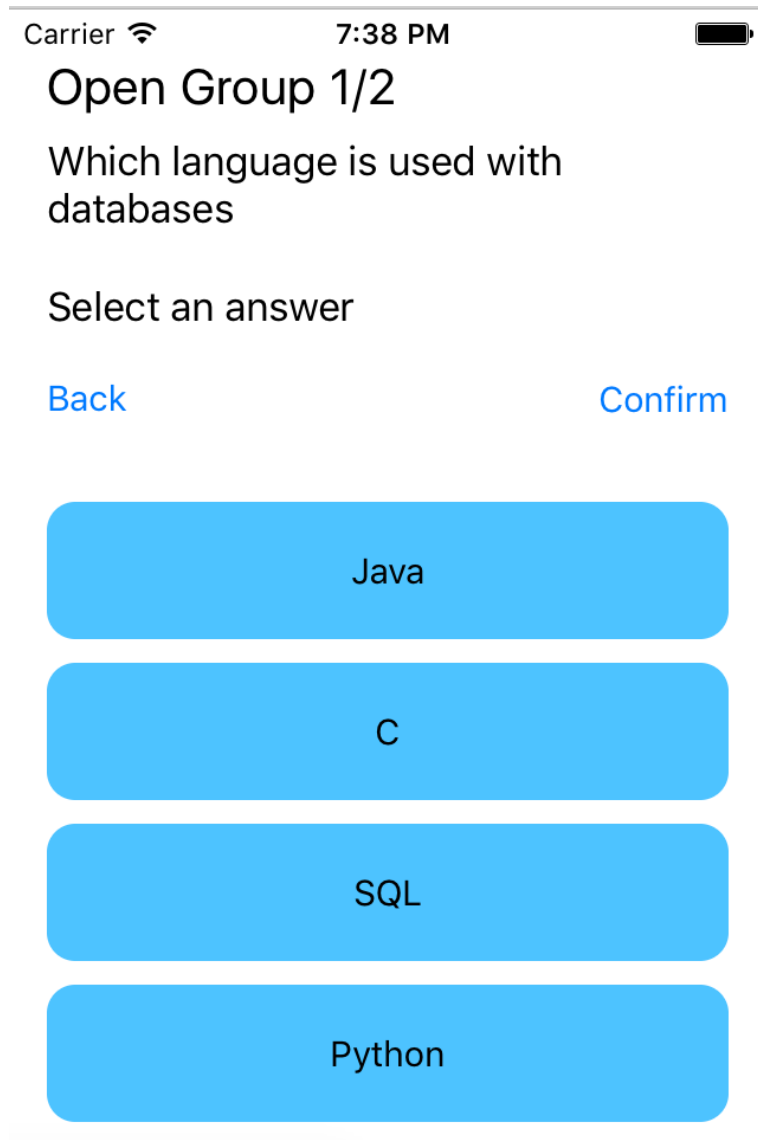 Carrier 7:38 PM
Open Group 1/2
Which language is used with
databases
Select an answer
Back Confirm
Java
C
SQL
Python